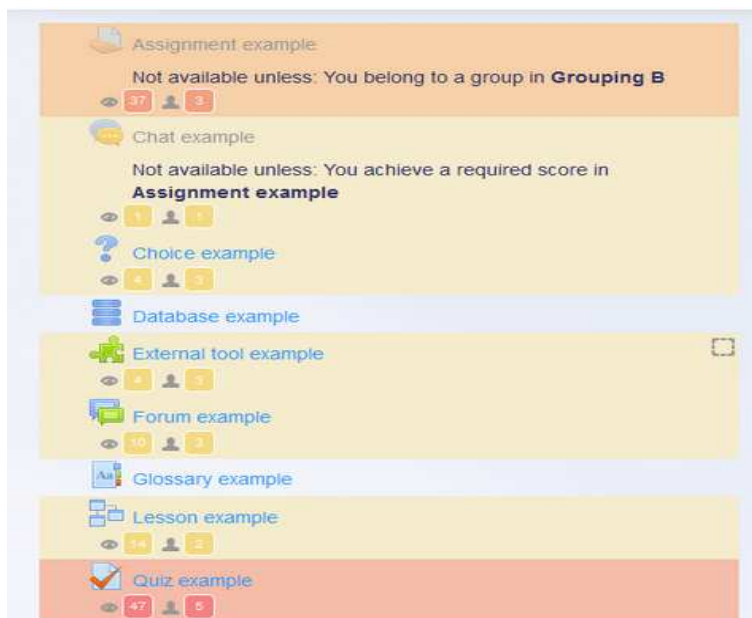 Assignment example
Not available unless: You belong to a group in Grouping B
37 3
Chat example
Not available unless: You achieve a required score in
Assignment example
1 1
Choice example
4 3
Database example
External tool example
4 3
Forum example
10 3
Aa
Glossary example
Lesson example
14 2
Quiz example
47 5